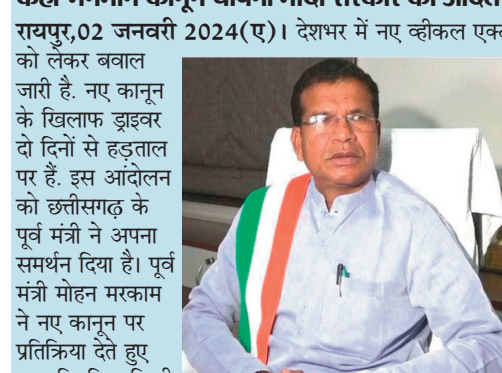 रायपुर,02 जनवरी 2024(ए)। देशभर में नए व्हीकल एक्ट
को लेकर बवाल
जारी है. नए कानून
के खिलाफ ड्राइवर
दो दिनों से हड़ताल
पर हैं. इस आंदोलन
को छत्तीसगढ़ के
पूर्व मंत्री ने अपना
समर्थन दिया है। पूर्व
मंत्री मोहन मरकाम
ने नए कानून पर
प्रतिक्रिया देते हुए